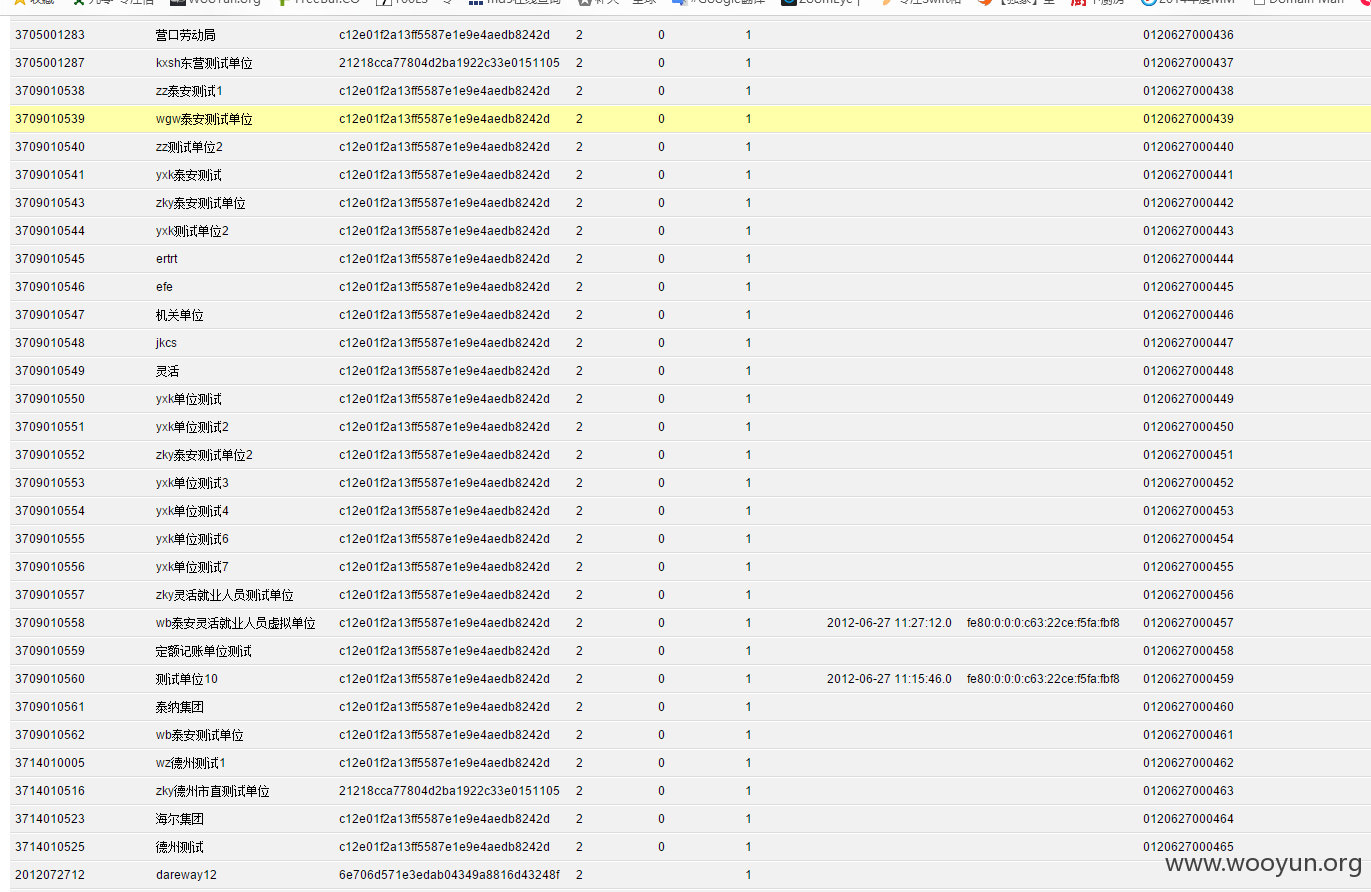 3705001283 营口劳动局 c12e01f2a13ff5587e1e9e4aedb8242d 2 0 1 0120627000436
3705001287 kxsh东营测试单位 21218cca77804d2ba1922c33e0151105 2 0 1 0120627000437
3709010538 zz泰安测试1 c12e01f2a13ff5587e1e9e4aedb8242d 2 0 1 0120627000438
3709010539 wgw泰安测试单位 c12e01f2a13ff5587e1e9e4aedb8242d 2 0 1 0120627000439
3709010540 zz测试单位2 c12e01f2a13ff5587e1e9e4aedb8242d 2 0 1 0120627000440
3709010541 yxk泰安测试 c12e01f2a13ff5587e1e9e4aedb8242d 2 0 1 0120627000441
3709010543 zky泰安测试单位 c12e01f2a13ff5587e1e9e4aedb8242d 2 0 1 0120627000442
3709010544 yxk测试单位2 c12e01f2a13ff5587e1e9e4aedb8242d 2 0 1 0120627000443
3709010545 ertrt c12e01f2a13ff5587e1e9e4aedb8242d 2 0 1 0120627000444
3709010546 efe c12e01f2a13ff5587e1e9e4aedb8242d 2 0 1 0120627000445
3709010547 机关单位 c12e01f2a13ff5587e1e9e4aedb8242d 2 0 1 0120627000446
3709010548 jkcs c12e01f2a13ff5587e1e9e4aedb8242d 2 0 1 0120627000447
3709010549 灵活 c12e01f2a13ff5587e1e9e4aedb8242d 2 0 1 0120627000448
3709010550 yxk单位测试 c12e01f2a13ff5587e1e9e4aedb8242d 2 0 1 0120627000449
3709010551 yxk单位测试2 c12e01f2a13ff5587e1e9e4aedb8242d 2 0 1 0120627000450
3709010552 zky泰安测试单位2 c12e01f2a13ff5587e1e9e4aedb8242d 2 0 1 0120627000451
3709010553 yxk单位测试3 c12e01f2a13ff5587e1e9e4aedb8242d 2 0 1 0120627000452
3709010554 yxk单位测试4 c12e01f2a13ff5587e1e9e4aedb8242d 2 0 1 0120627000453
3709010555 yxk单位测试6 c12e01f2a13ff5587e1e9e4aedb8242d 2 0 1 0120627000454
3709010556 yxk单位测试7 c12e01f2a13ff5587e1e9e4aedb8242d 2 0 1 0120627000455
3709010557 zky灵活就业人员测试单位 c12e01f2a13ff5587e1e9e4aedb8242d 2 0 1 0120627000456
3709010558 wb泰安灵活就业人员虚拟单位 c12e01f2a13ff5587e1e9e4aedb8242d 2 0 1 2012-06-27 11:27:12.0 fe80:0:0:0:c63:22ce:f5fa:fbf8 0120627000457
3709010559 定额记账单位测试 c12e01f2a13ff5587e1e9e4aedb8242d 2 0 1 0120627000458
3709010560 测试单位10 c12e01f2a13ff5587e1e9e4aedb8242d 2 0 1 2012-06-27 11:15:46.0 fe80:0:0:0:c63:22ce:f5fa:fbf8 0120627000459
3709010561 泰纳集团 c12e01f2a13ff5587e1e9e4aedb8242d 2 0 1 0120627000460
3709010562 wb泰安测试单位 c12e01f2a13ff5587e1e9e4aedb8242d 2 0 1 0120627000461
3714010005 wz德州测试1 c12e01f2a13ff5587e1e9e4aedb8242d 2 0 1 0120627000462
3714010516 zky德州市直测试单位 21218cca77804d2ba1922c33e0151105 2 0 1 0120627000463
3714010523 海尔集团 c12e01f2a13ff5587e1e9e4aedb8242d 2 0 1 0120627000464
3714010525 德州测试 c12e01f2a13ff5587e1e9e4aedb8242d 2 0 1 0120627000465
2012072712 dareway12 6e706d571e3edab04349a8816d43248f 2 1
www.wooyun.org